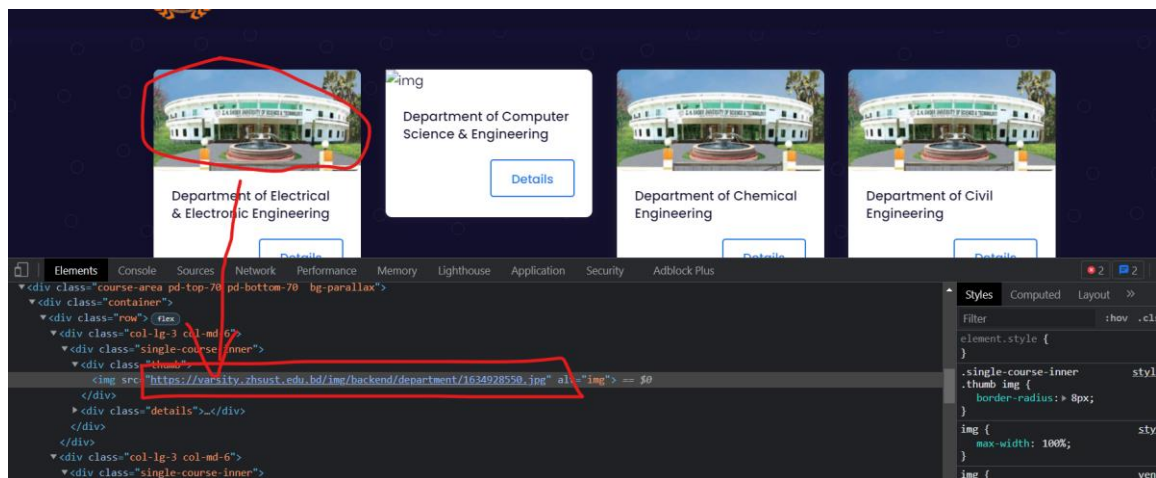 img
Department of Computer
Science & Engineering
Details
Department of Electrical
& Electronic Engineering
Details
Department of Chemical
Engineering
Details
Department of Civil
Engineering
Details
Elements Console Sources Network Performance Memory Lighthouse Application Security Adblock Plus 2 2
▼<div class="course-area pd-top-70 pd-bottom-70 bg-parallax">
▼<div class="container">
▼<div class="row"> flex
▼<div class="col-lg-3 col-md-6">
▼<div class="single-course-inner">
▼<div class="thumb">
<img src="https://varsity.zhsust.edu.bd/img/backend/department/1634928550.jpg" alt="img"> == $0
</div>
▶<div class="details">…</div>
</div>
</div>
▼<div class="col-lg-3 col-md-6">
▼<div class="single-course-inner">
Styles Computed Layout »
Filter :hov .cl
element.style {
}
.single-course-inner styl
.thumb img {
border-radius: ▶ 8px;
}
img { sty
max-width: 100%;
}
img { ven